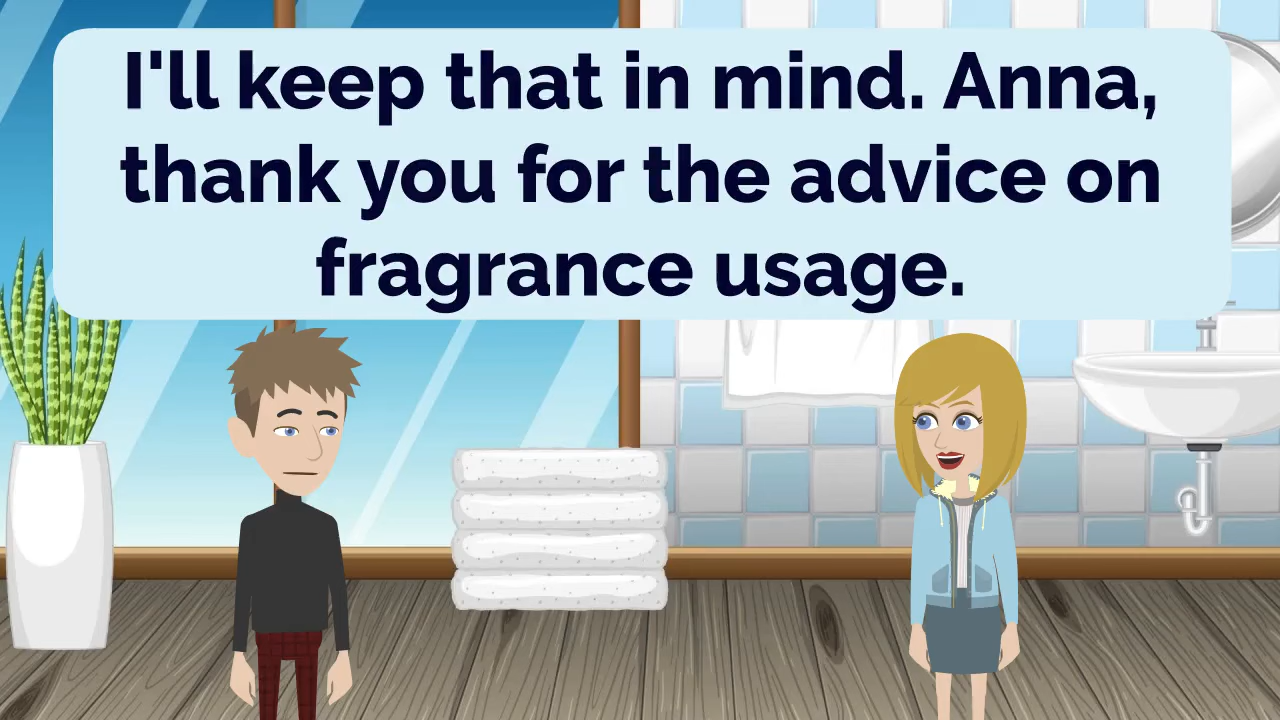 I'll keep that in mind. Anna,
thank you for the advice on
fragrance usage.